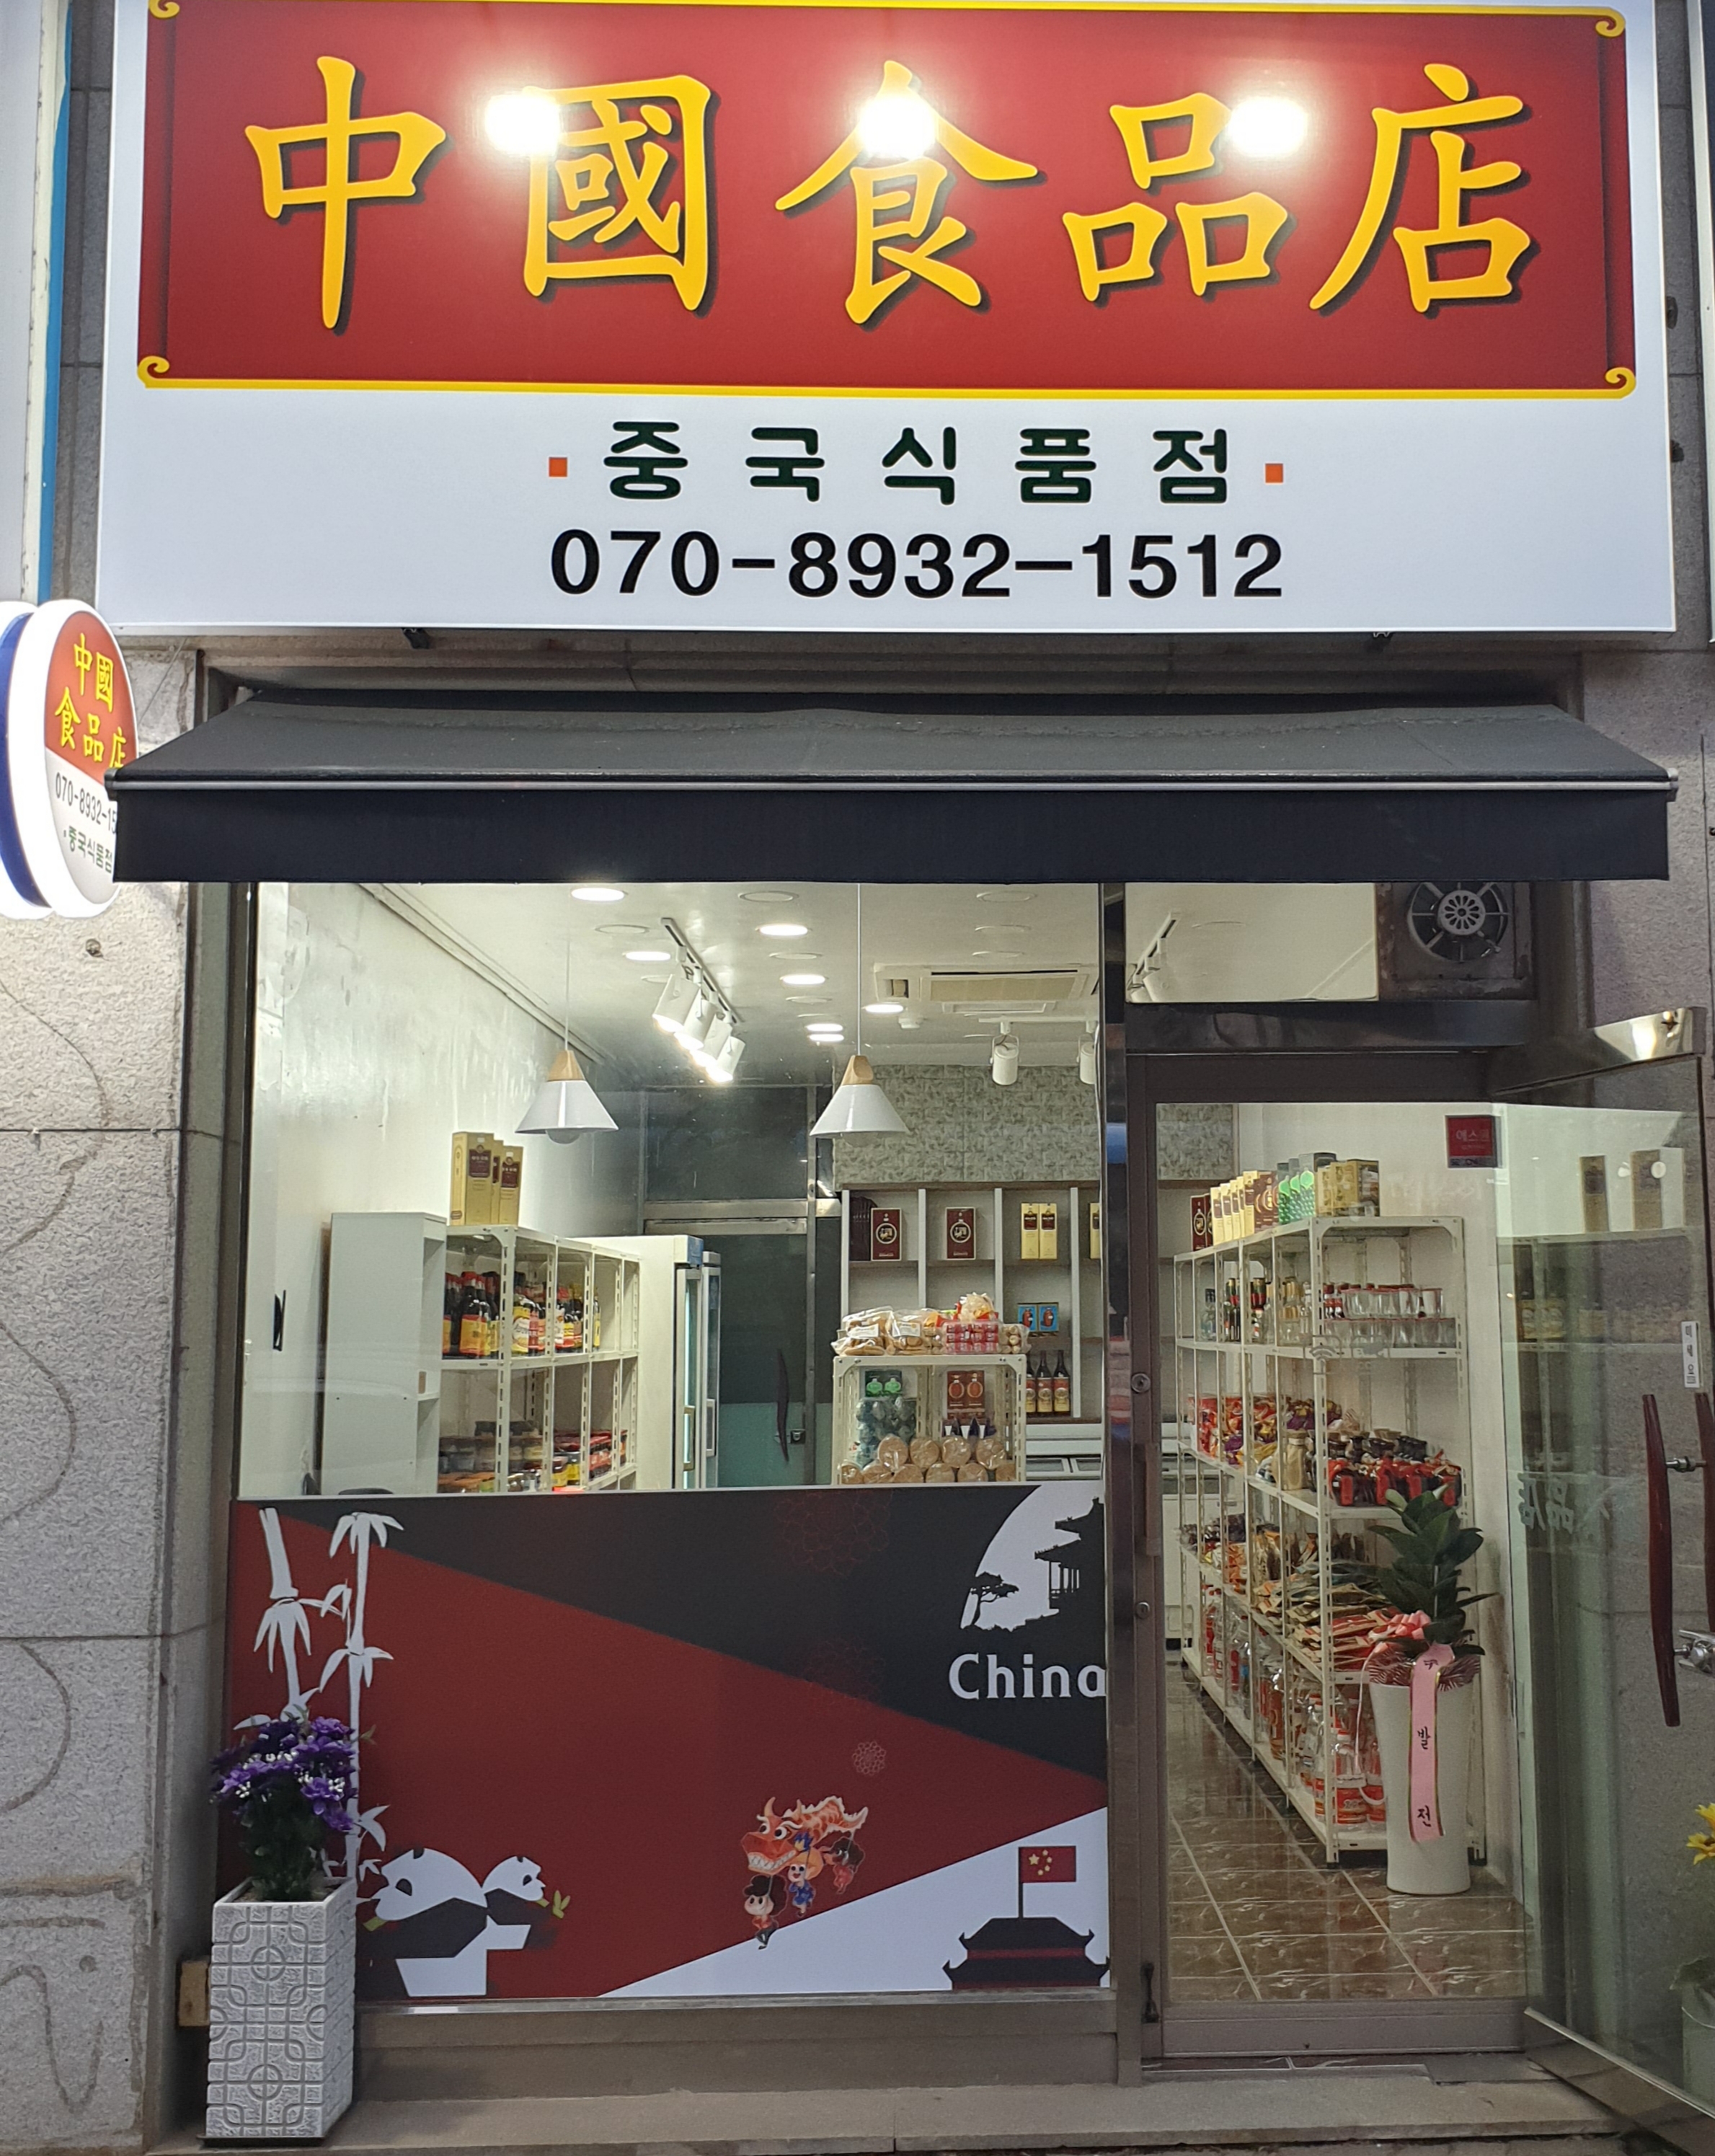 中國食品店
·중국식품점·
070-8932-1512
中國
食品店
070-8932-15
·중국식품점
China
발
전